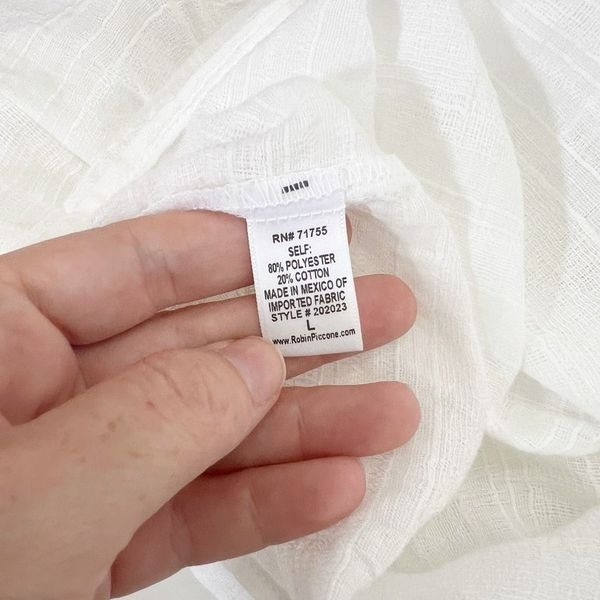 RN# 71755
SELF:
80% POLYESTER
20% COTTON
MADE IN MEXICO OF
IMPORTED FABRIC
STYLE # 202023
L
www.RobinPiccone.com